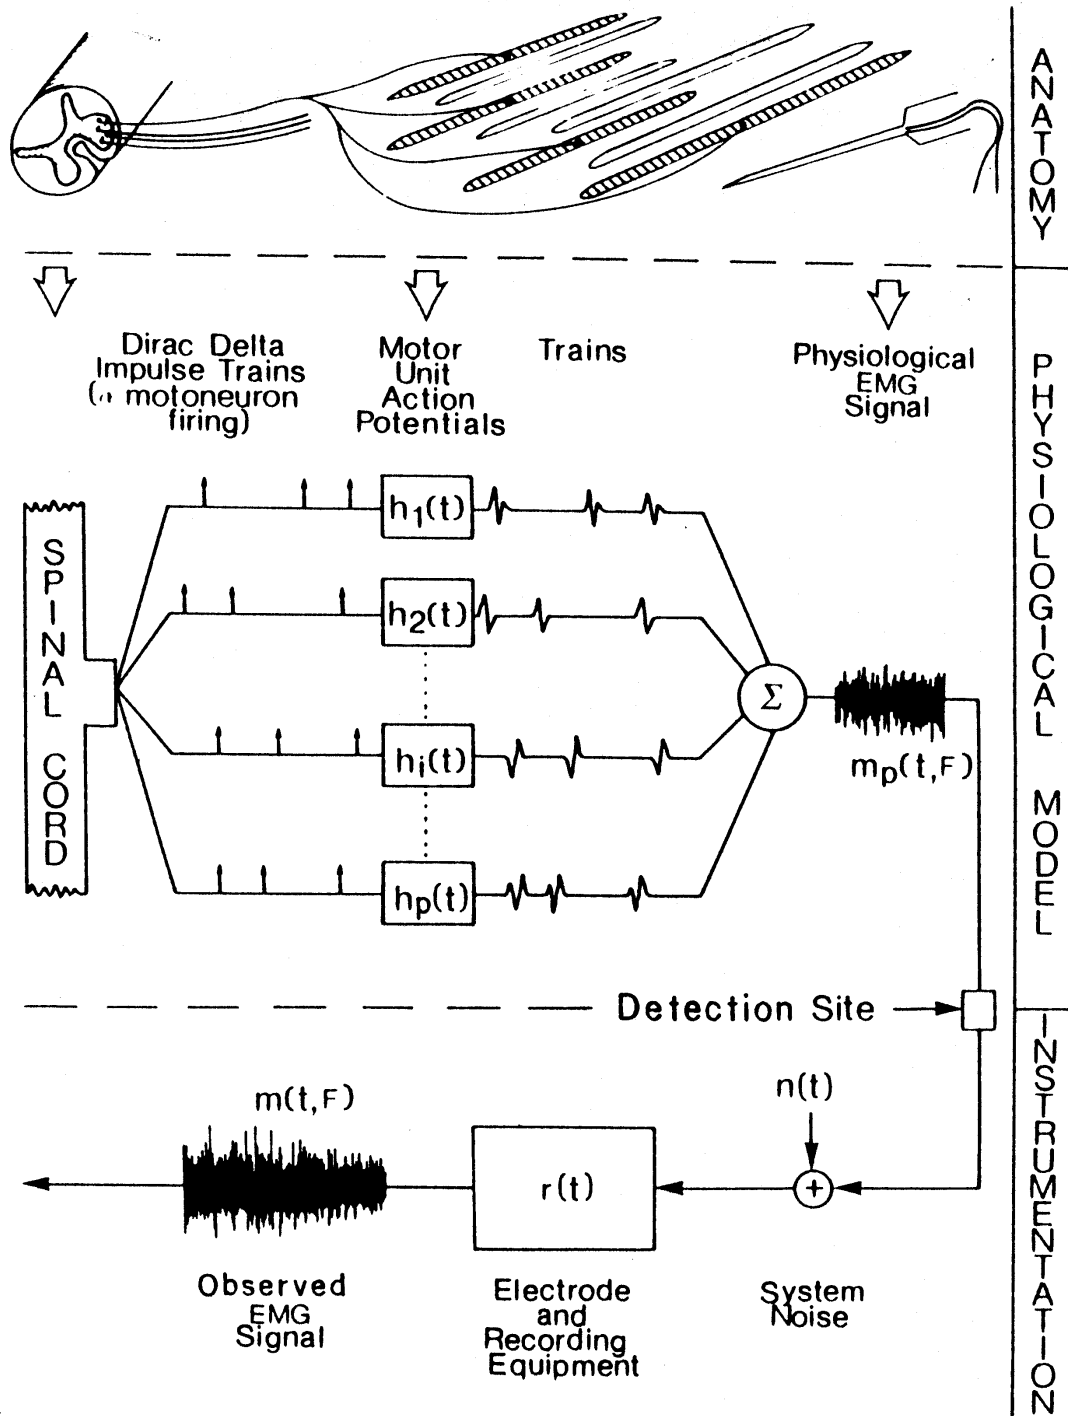 ANATOMY
Dirac Delta
Impulse Trains
(α motoneuron
firing)
Motor
Unit
Action
Potentials
Trains
Physiological
EMG
Signal
PHYSIOLOGICAL MODEL
SPINAL CORD
h1(t)
h2(t)
hi(t)
hp(t)
Σ
mp(t,F)
Detection Site
INSTRUMENTATION
m(t,F)
n(t)
r(t)
+
Observed
EMG
Signal
Electrode
and
Recording
Equipment
System
Noise